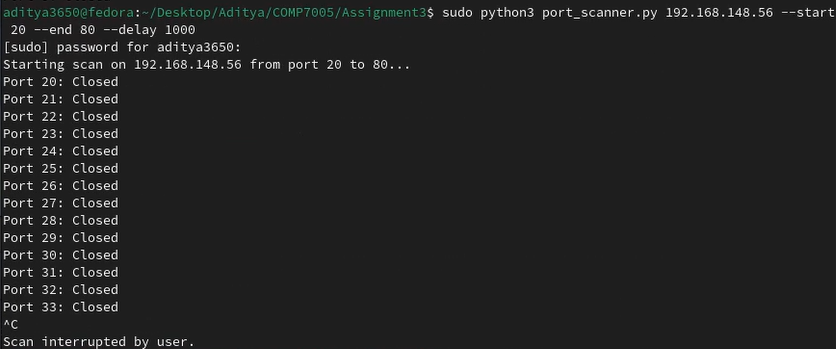 aditya3650@fedora:~/Desktop/Aditya/COMP7005/Assignment3$ sudo python3 port_scanner.py 192.168.148.56 --start
 20 --end 80 --delay 1000
[sudo] password for aditya3650:
Starting scan on 192.168.148.56 from port 20 to 80...
Port 20: Closed
Port 21: Closed
Port 22: Closed
Port 23: Closed
Port 24: Closed
Port 25: Closed
Port 26: Closed
Port 27: Closed
Port 28: Closed
Port 29: Closed
Port 30: Closed
Port 31: Closed
Port 32: Closed
Port 33: Closed
^C
Scan interrupted by user.